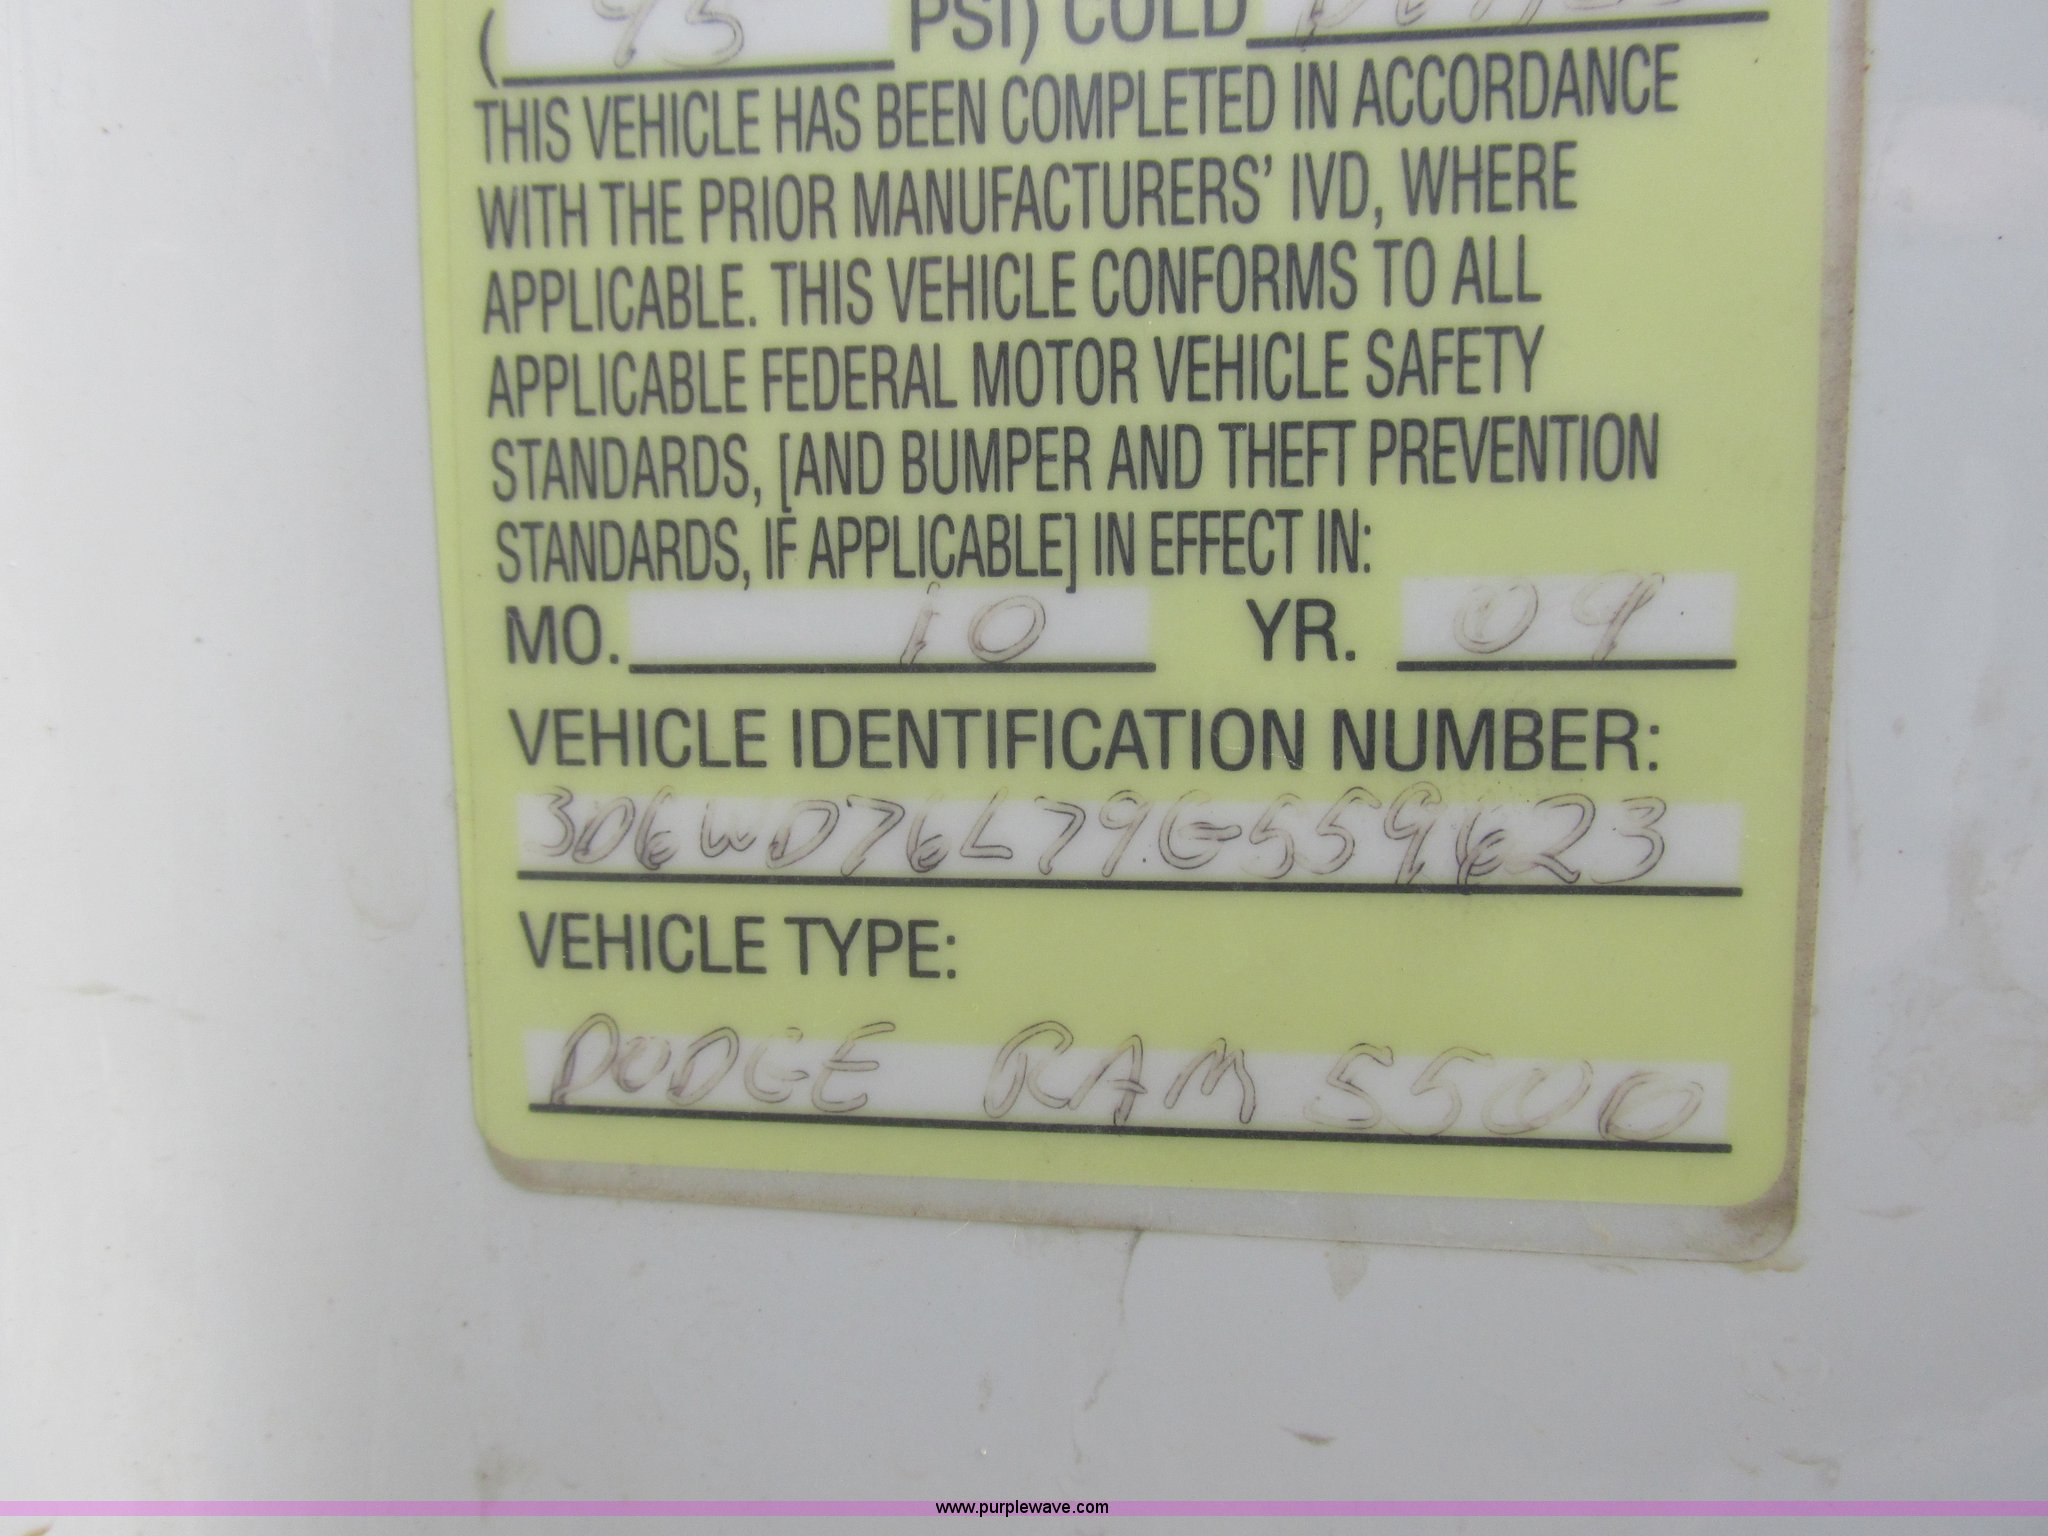 ( 95 PSI) COLD
THIS VEHICLE HAS BEEN COMPLETED IN ACCORDANCE
WITH THE PRIOR MANUFACTURERS' IVD, WHERE
APPLICABLE. THIS VEHICLE CONFORMS TO ALL
APPLICABLE FEDERAL MOTOR VEHICLE SAFETY
STANDARDS, [AND BUMPER AND THEFT PREVENTION
STANDARDS, IF APPLICABLE] IN EFFECT IN:
MO. 10 YR. 09
VEHICLE IDENTIFICATION NUMBER:
3D6WD76L79G559623
VEHICLE TYPE:
DODGE RAM 5500
www.purplewave.com